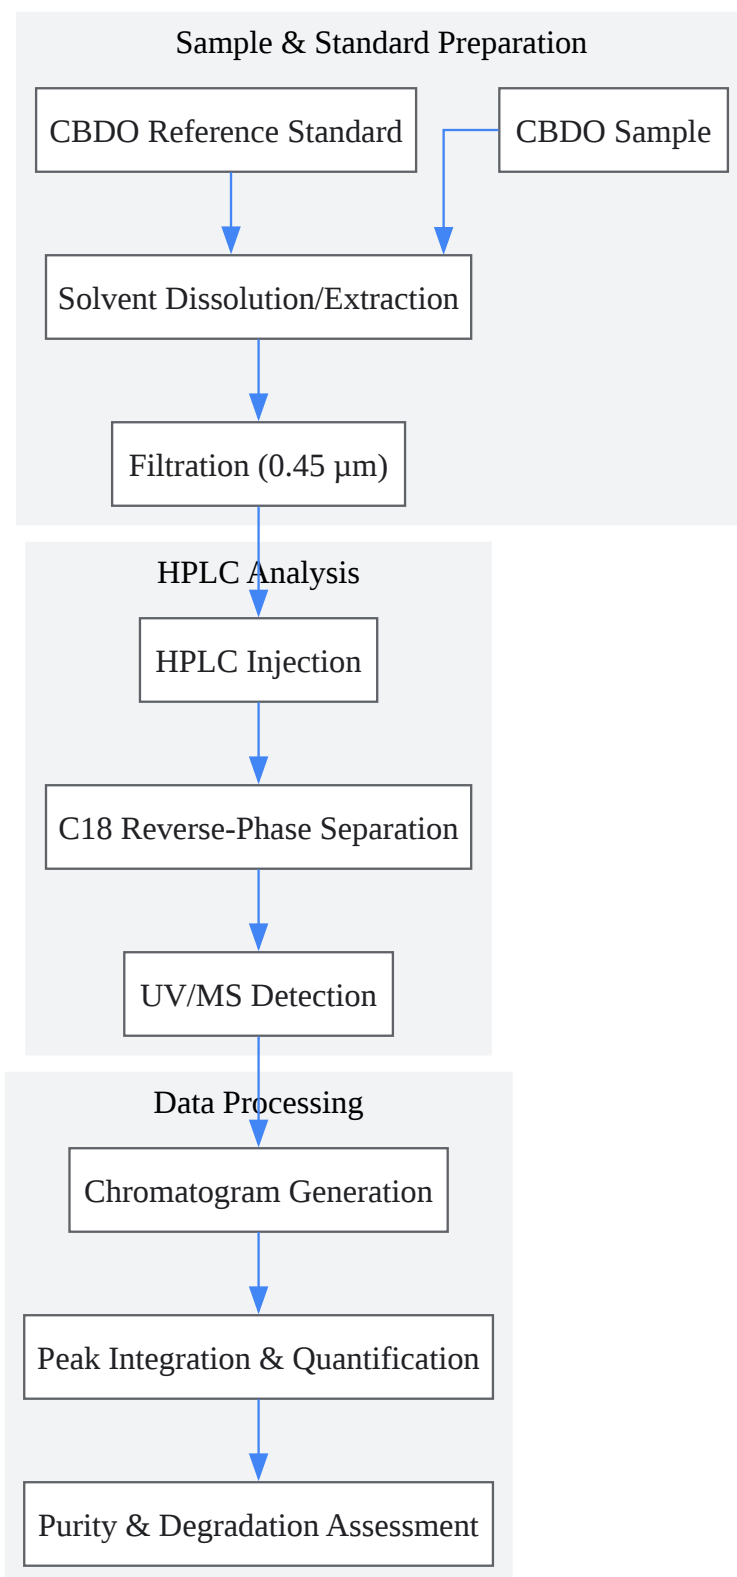 Sample & Standard Preparation
CBDO Reference Standard
CBDO Sample
Solvent Dissolution/Extraction
Filtration (0.45 µm)
HPLC Analysis
HPLC Injection
C18 Reverse-Phase Separation
UV/MS Detection
Data Processing
Chromatogram Generation
Peak Integration & Quantification
Purity & Degradation Assessment